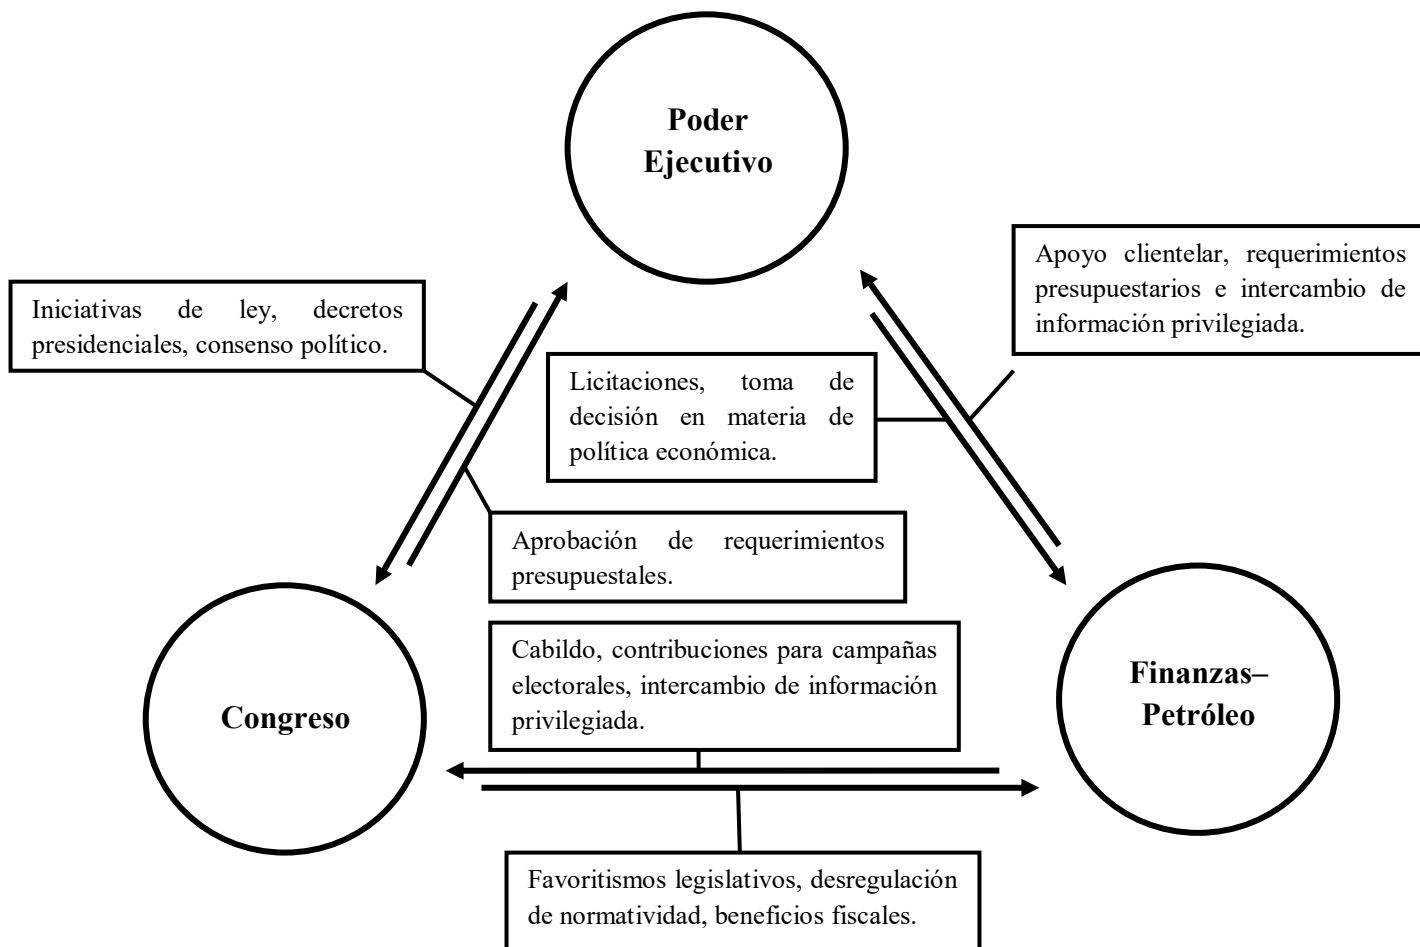 Poder
Ejecutivo
Apoyo clientelar, requerimientos
presupuestarios e intercambio de
información privilegiada.
Iniciativas de ley, decretos
presidenciales, consenso político.
Licitaciones, toma de
decisión en materia de
política económica.
Aprobación de requerimientos
presupuestales.
Cabildo, contribuciones para campañas
electorales, intercambio de información
privilegiada.
Congreso
Finanzas–
Petróleo
Favoritismos legislativos, desregulación
de normatividad, beneficios fiscales.